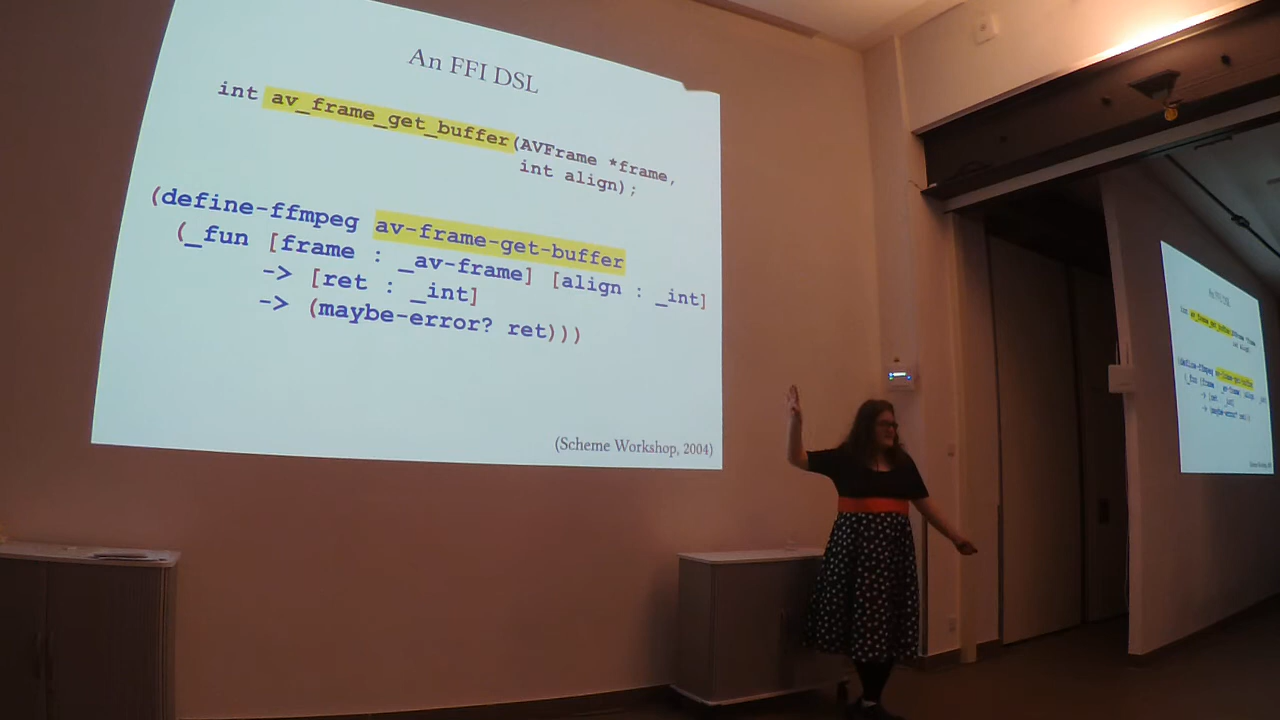 An FFI DSL
int av_frame_get_buffer(AVFrame *frame,
int align);
(define-ffmpeg av-frame-get-buffer
(_fun [frame : _av-frame] [align : _int]
-> [ret : _int]
-> (maybe-error? ret)))
(Scheme Workshop, 2004)